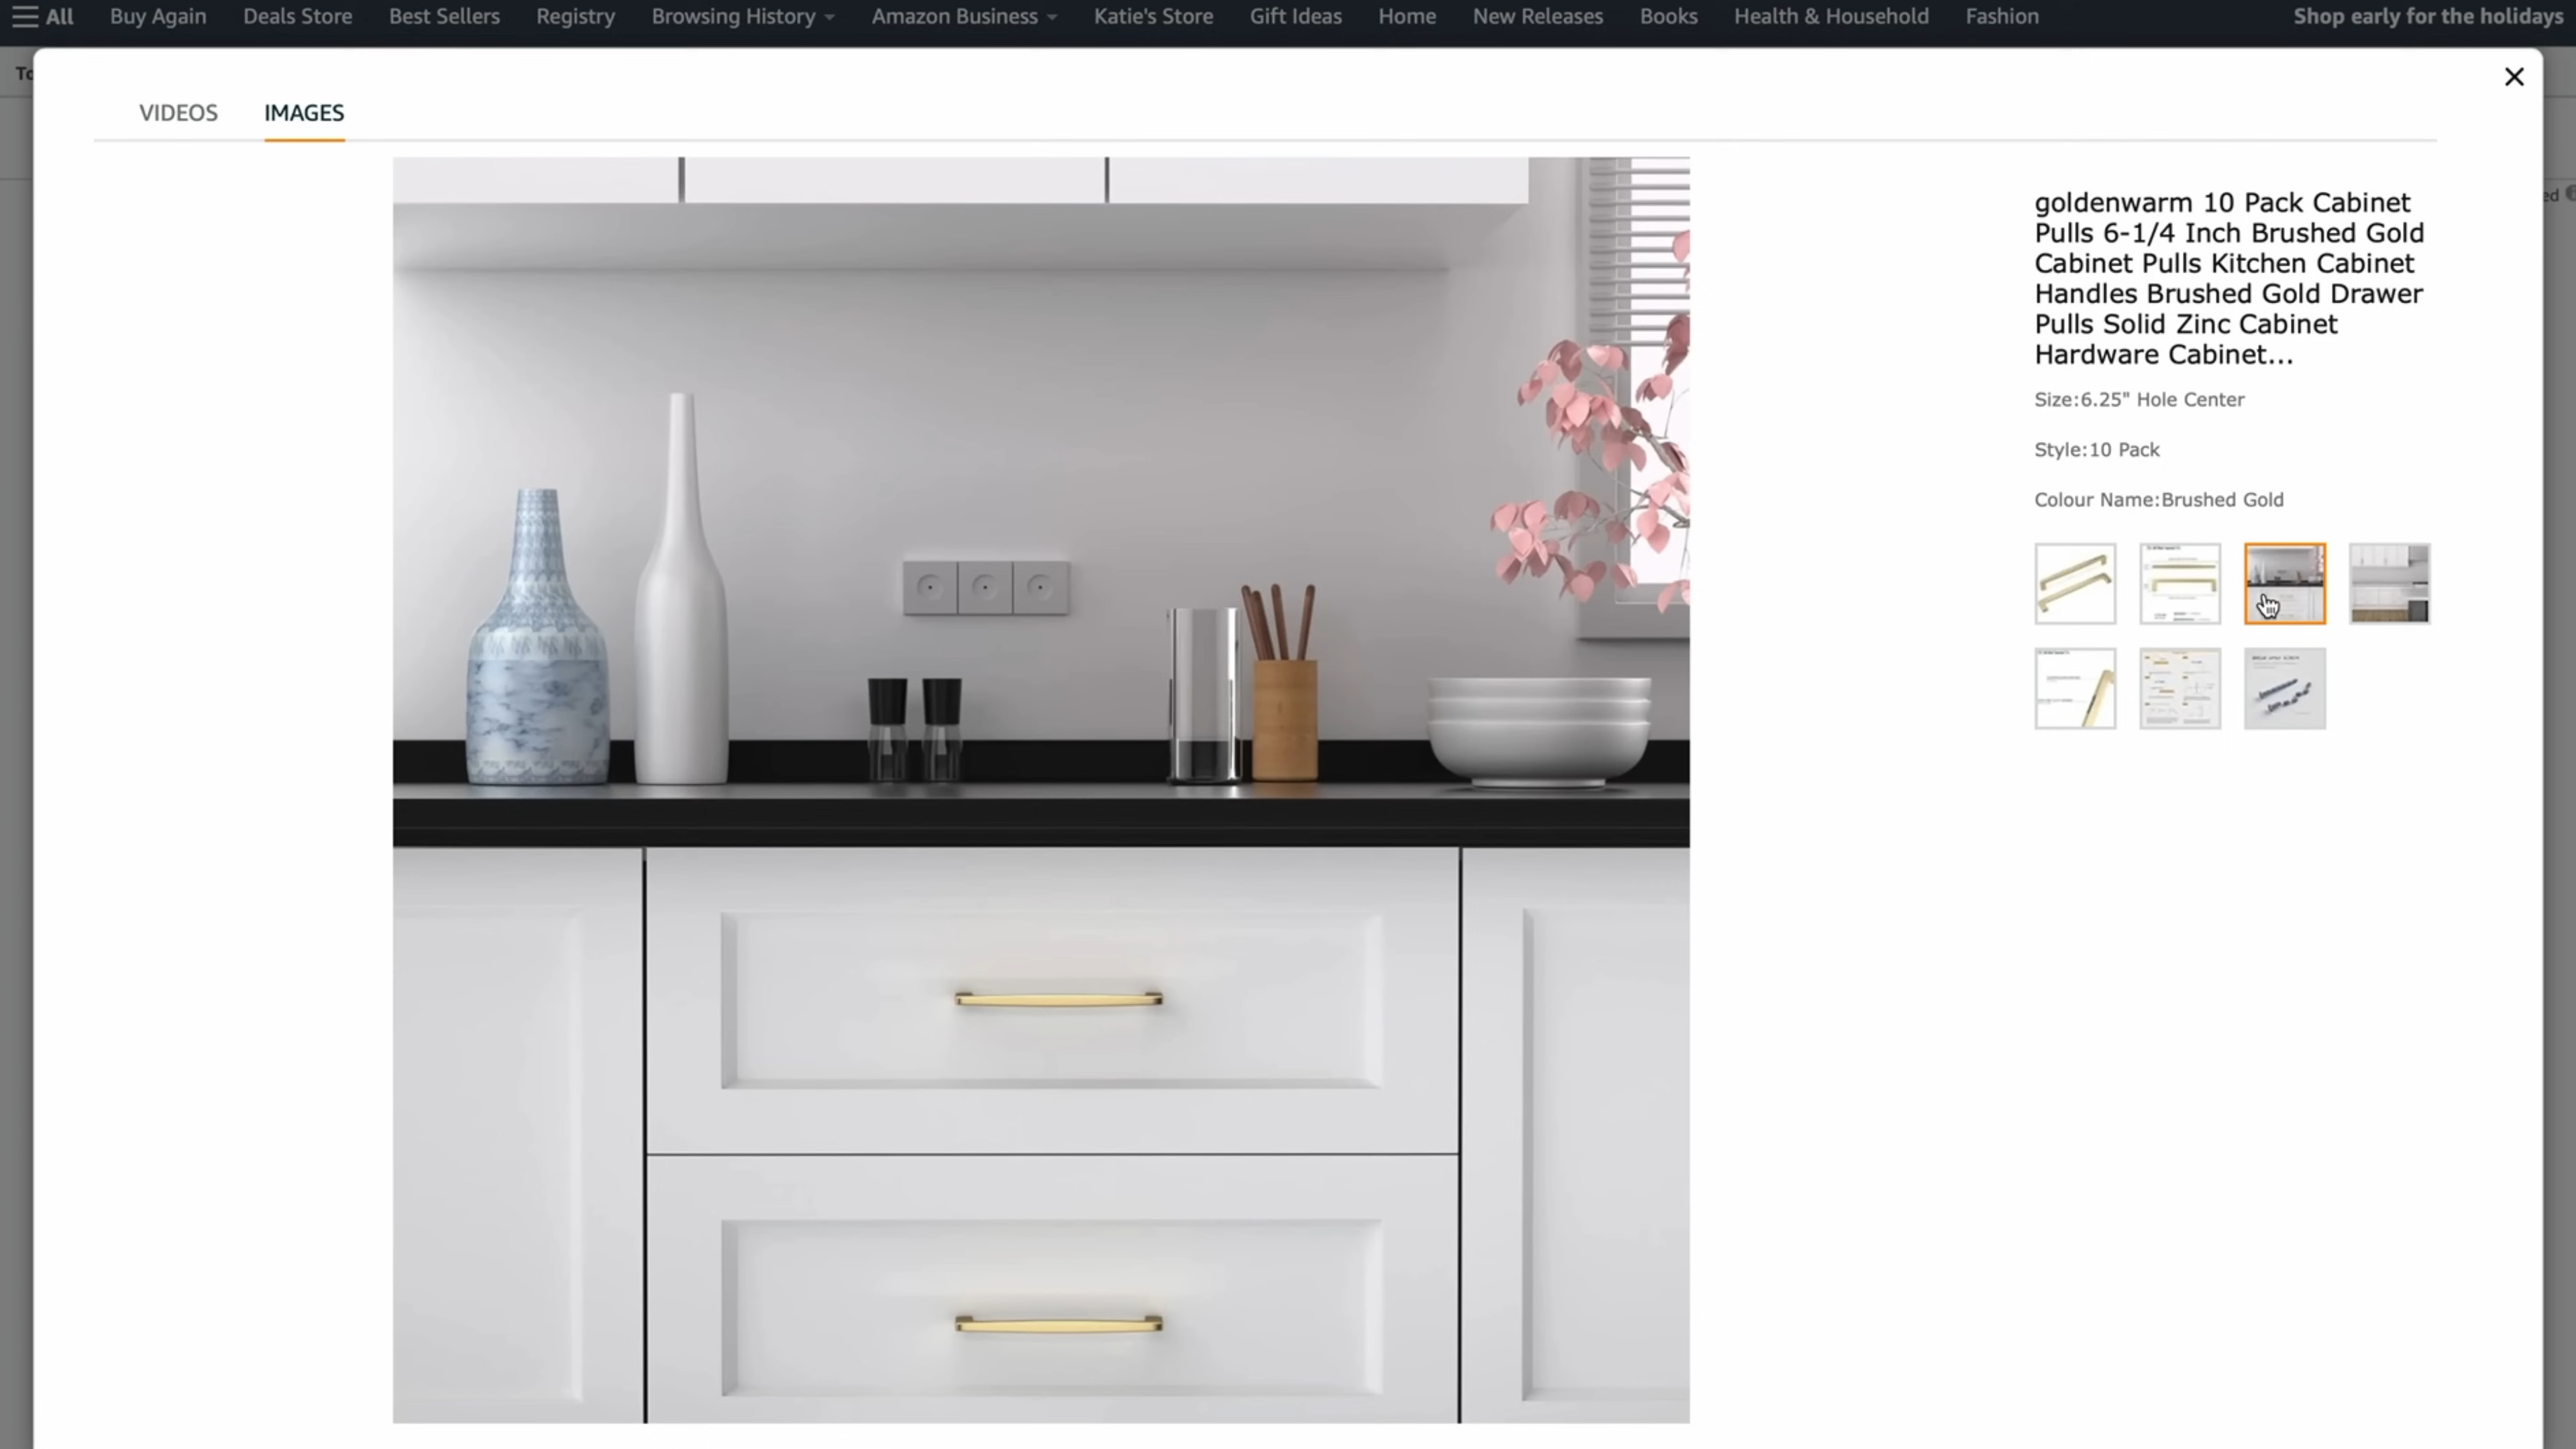 All Buy Again Deals Store Best Sellers Registry Browsing History Amazon Business Katie's Store Gift Ideas Home New Releases Books Health & Household Fashion Shop early for the holidays
VIDEOS IMAGES
goldenwarm 10 Pack Cabinet
Pulls 6-1/4 Inch Brushed Gold
Cabinet Pulls Kitchen Cabinet
Handles Brushed Gold Drawer
Pulls Solid Zinc Cabinet
Hardware Cabinet...
Size:6.25" Hole Center
Style:10 Pack
Colour Name:Brushed Gold